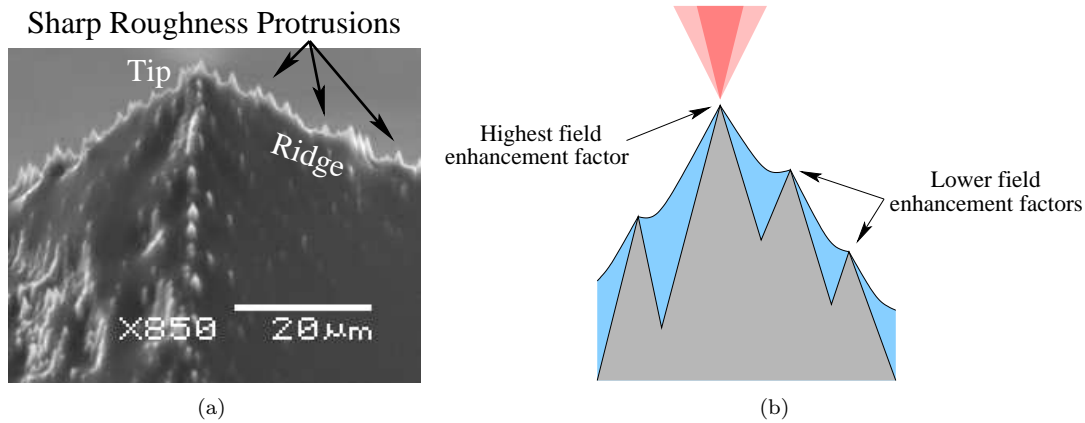 Sharp Roughness Protrusions
Tip
Ridge
X850
20μm
(a)
Highest field
enhancement factor
Lower field
enhancement factors
(b)